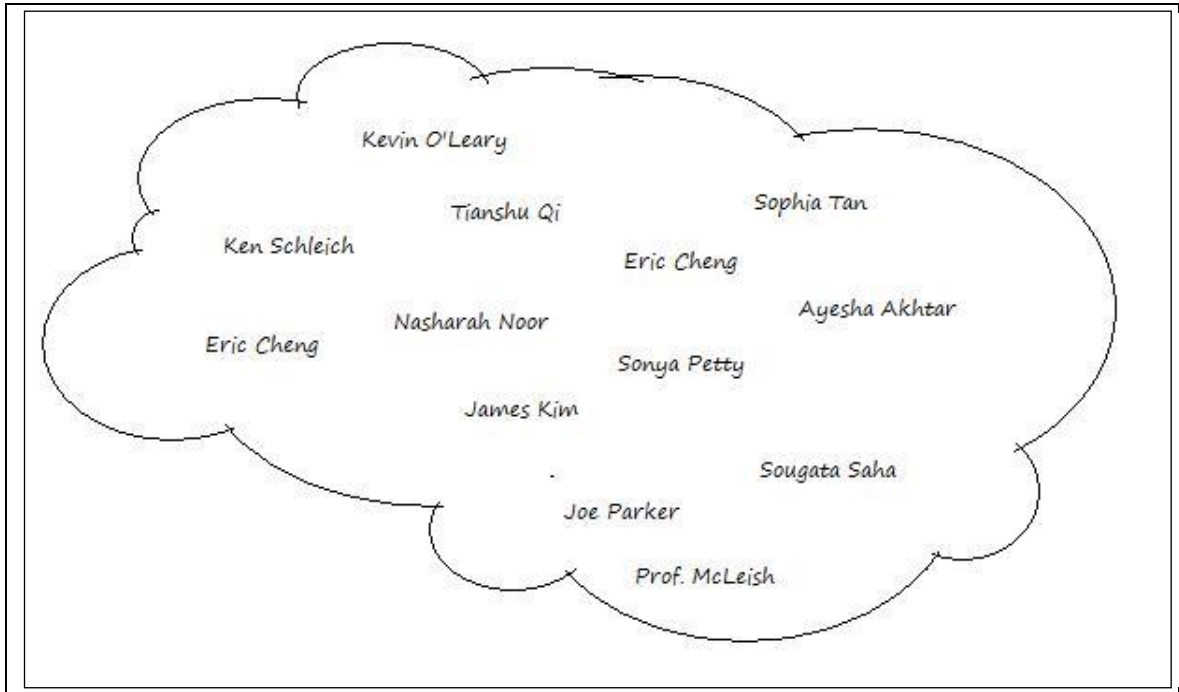 Kevin O'Leary
Sophia Tan
Tianshu Qi
Ken Schleich
Eric Cheng
Ayesha Akhtar
Nasharah Noor
Eric Cheng
Sonya Petty
James Kim
Sougata Saha
Joe Parker
Prof. McLeish